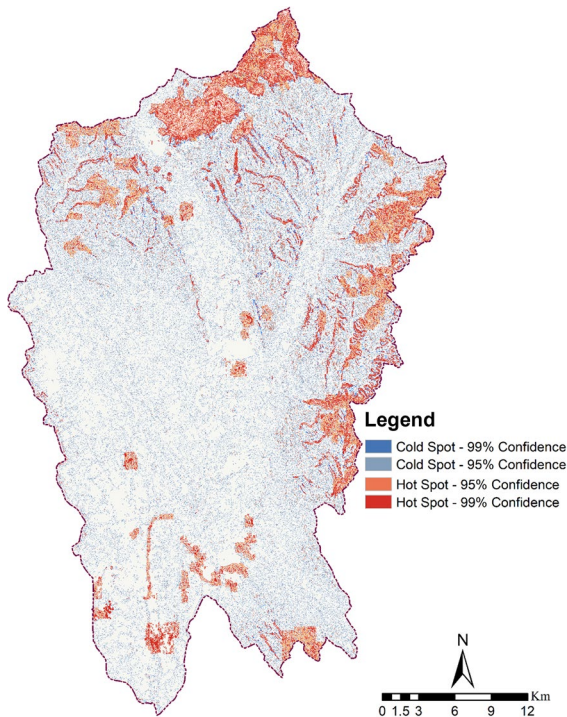 Legend
Cold Spot - 99% Confidence
Cold Spot - 95% Confidence
Hot Spot - 95% Confidence
Hot Spot - 99% Confidence
N
Km
0 1.5 3 6 9 12